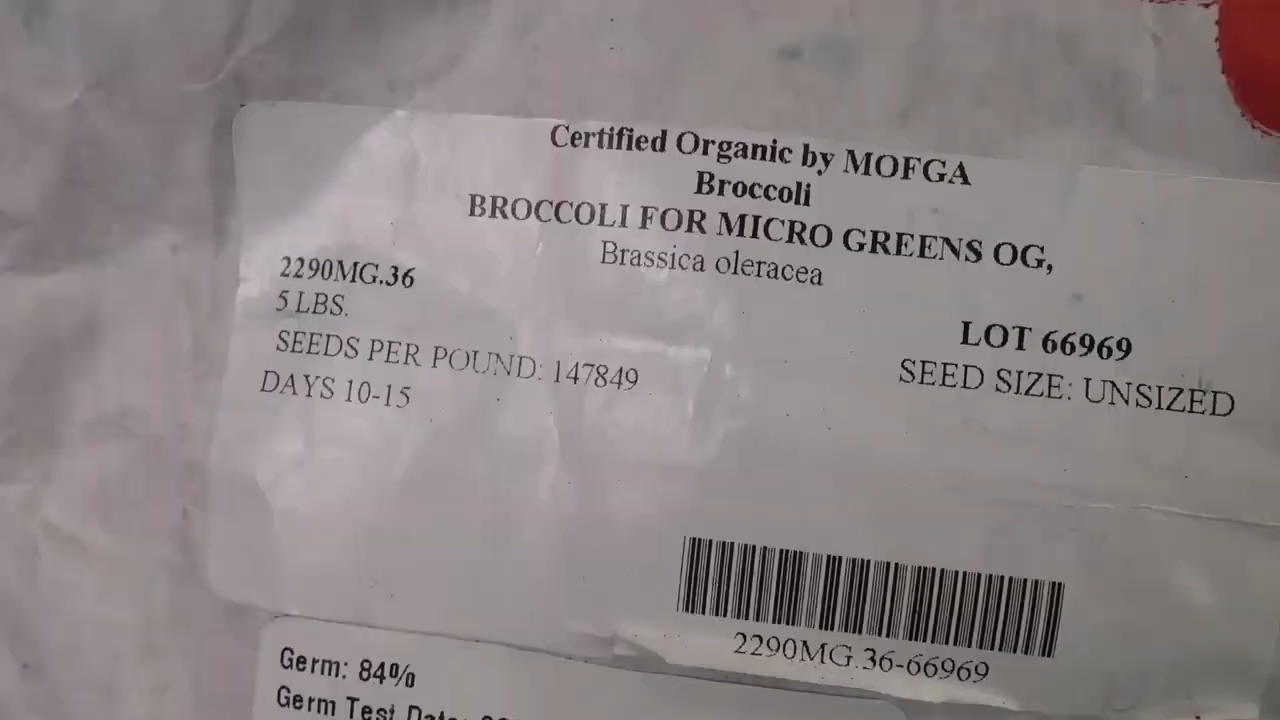 Certified Organic by MOFGA
Broccoli
BROCCOLI FOR MICRO GREENS OG,
Brassica oleracea
2290MG.36
5 LBS.
SEEDS PER POUND: 147849
DAYS 10-15
LOT 66969
SEED SIZE: UNSIZED
2290MG.36-66969
Germ: 84%
Germ Test Date: